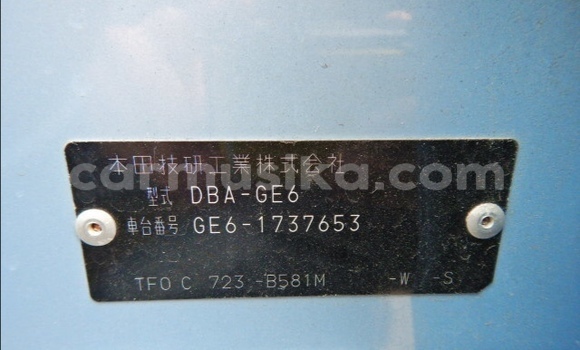 本田技研工業株式会社
型式 DBA-GE6
車台番号 GE6-1737653
TFO C 723 -B581M -W -S
carmusika.com